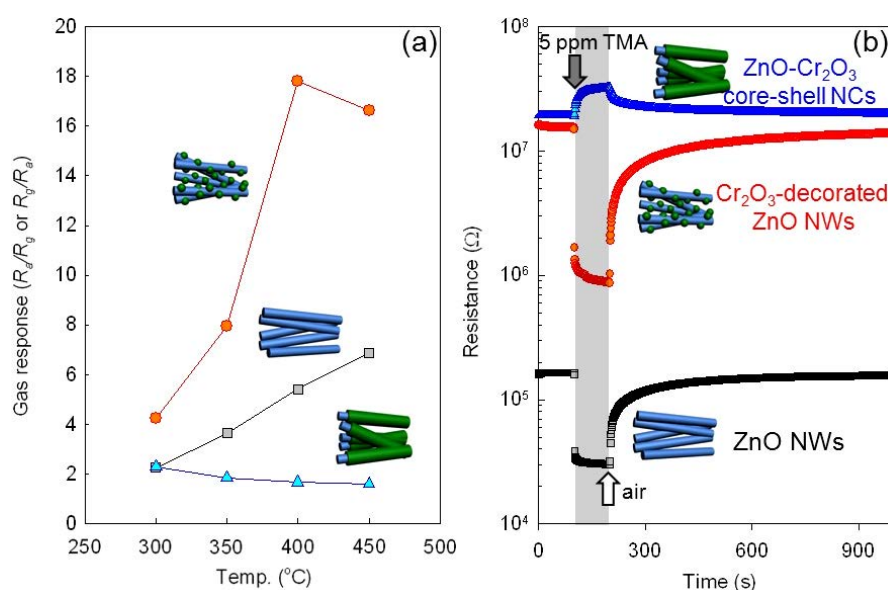 (a)
20
18
16
14
12
10
8
6
4
2
0
Gas response (Ra/Rg or Rg/Ra)
250 300 350 400 450 500
Temp. (°C)
(b)
5 ppm TMA
ZnO-Cr₂O₃
core-shell NCs
Cr₂O₃-decorated
ZnO NWs
ZnO NWs
air
10⁸
10⁷
10⁶
10⁵
10⁴
Resistance (Ω)
0 300 600 900
Time (s)